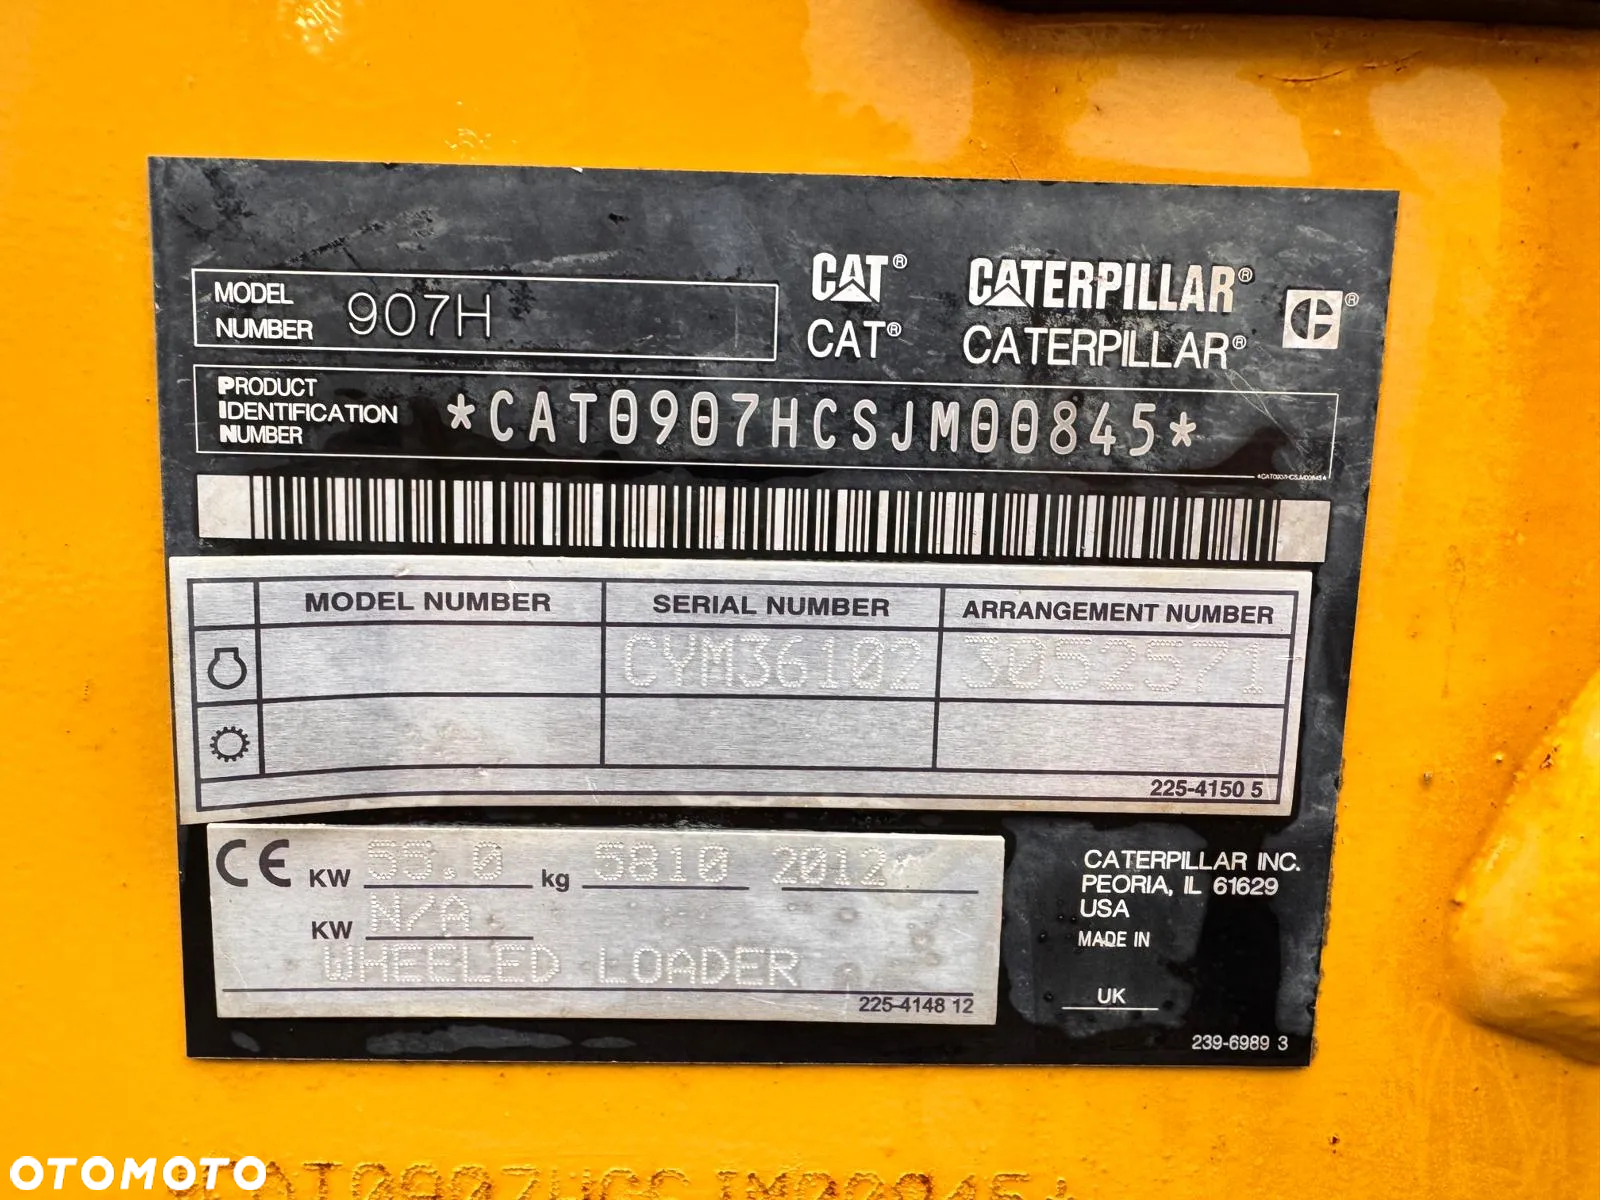 MODEL
NUMBER 907H
CAT® CATERPILLAR® ®
CAT® CATERPILLAR®
PRODUCT
IDENTIFICATION
NUMBER
*CAT0907HCSJM00845*
*CAT0907HCSJM00845*
MODEL NUMBER SERIAL NUMBER ARRANGEMENT NUMBER
CYM36102 3052571
225-4150 5
CE KW 55.0 kg 5810 2012
KW N/A
WHEELED LOADER
225-4148 12
CATERPILLAR INC.
PEORIA, IL 61629
USA
MADE IN
UK
239-6989 3
OTOMOTO